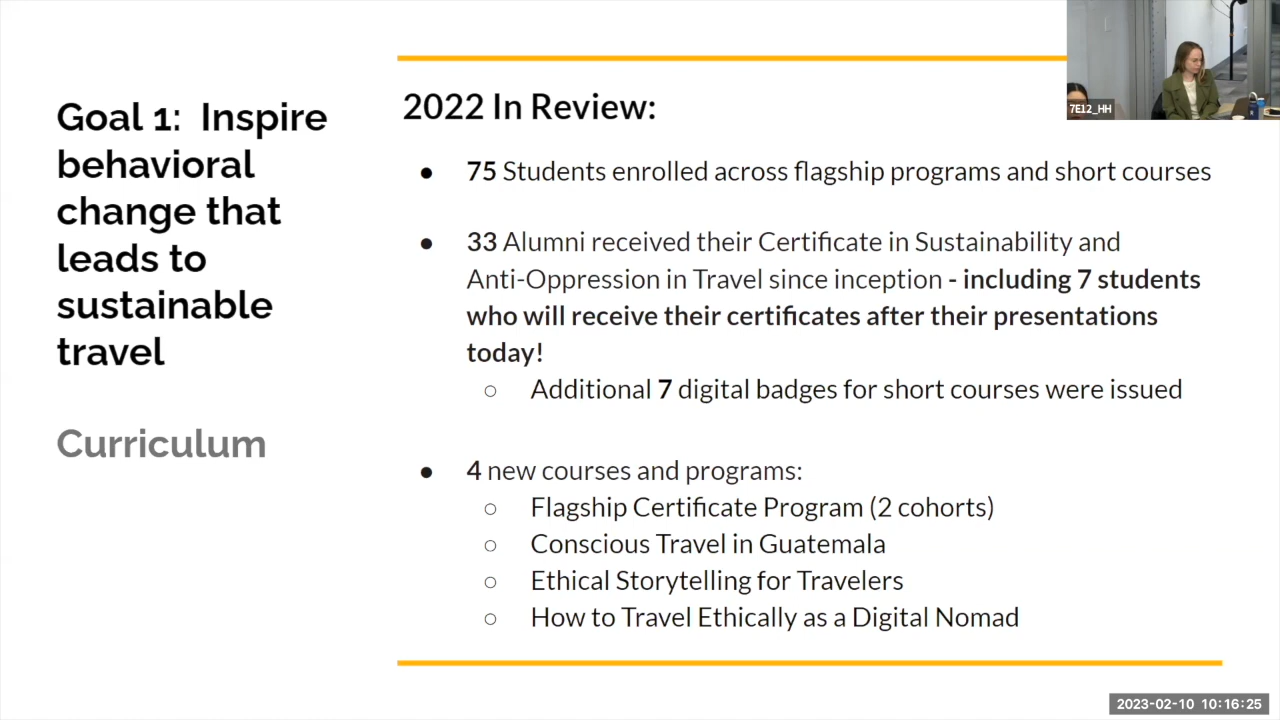 Goal 1:  Inspire
behavioral
change that
leads to
sustainable
travel
Curriculum
2022 In Review:
● 75 Students enrolled across flagship programs and short courses
● 33 Alumni received their Certificate in Sustainability and
Anti-Oppression in Travel since inception - including 7 students
who will receive their certificates after their presentations
today!
○ Additional 7 digital badges for short courses were issued
● 4 new courses and programs:
○ Flagship Certificate Program (2 cohorts)
○ Conscious Travel in Guatemala
○ Ethical Storytelling for Travelers
○ How to Travel Ethically as a Digital Nomad
7E12_HH
2023-02-10 10:16:25